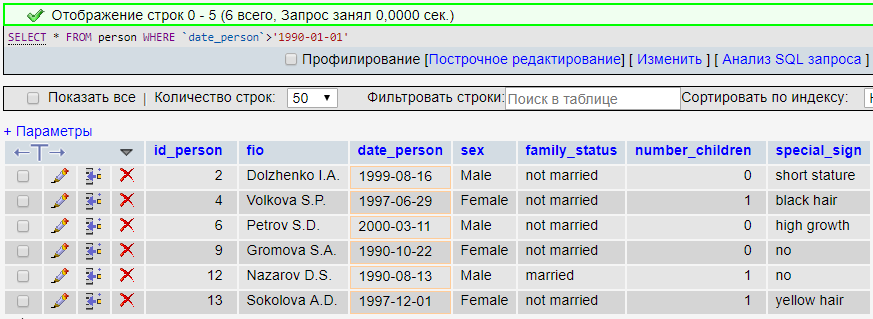 Отображение строк 0 - 5 (6 всего, Запрос занял 0,0000 сек.)
SELECT * FROM person WHERE `date_person`>'1990-01-01'
Профилирование [Построчное редактирование] [ Изменить ] [ Анализ SQL запроса ]
Показать все | Количество строк: 50 Фильтровать строки: Поиск в таблице Сортировать по индексу:
+ Параметры
id_person fio date_person sex family_status number_children special_sign
2 Dolzhenko I.A. 1999-08-16 Male not married 0 short stature
4 Volkova S.P. 1997-06-29 Female not married 1 black hair
6 Petrov S.D. 2000-03-11 Male not married 0 high growth
9 Gromova S.A. 1990-10-22 Female not married 0 no
12 Nazarov D.S. 1990-08-13 Male married 1 no
13 Sokolova A.D. 1997-12-01 Female not married 1 yellow hair